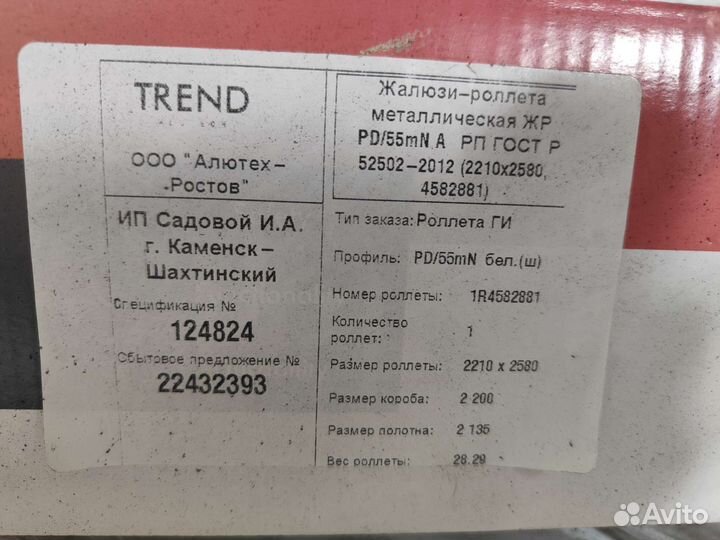 TREND
ООО "Алютех-
Ростов"
ИП Садовой И.А.
г. Каменск-
Шахтинский
Спецификация №
124824
Сбытовое предложение №
22432393
Жалюзи-роллета
металлическая ЖР
PD/55mN A РП ГОСТ Р
52502-2012 (2210x2580,
4582881)
Тип заказа: Роллета ГИ
Профиль: PD/55mN бел.(ш)
Номер роллеты: 1R4582881
Количество
роллет: 1
Размер роллеты: 2210 x 2580
Размер короба: 2 200
Размер полотна: 2 135
Вес роллеты: 28.29
Avito